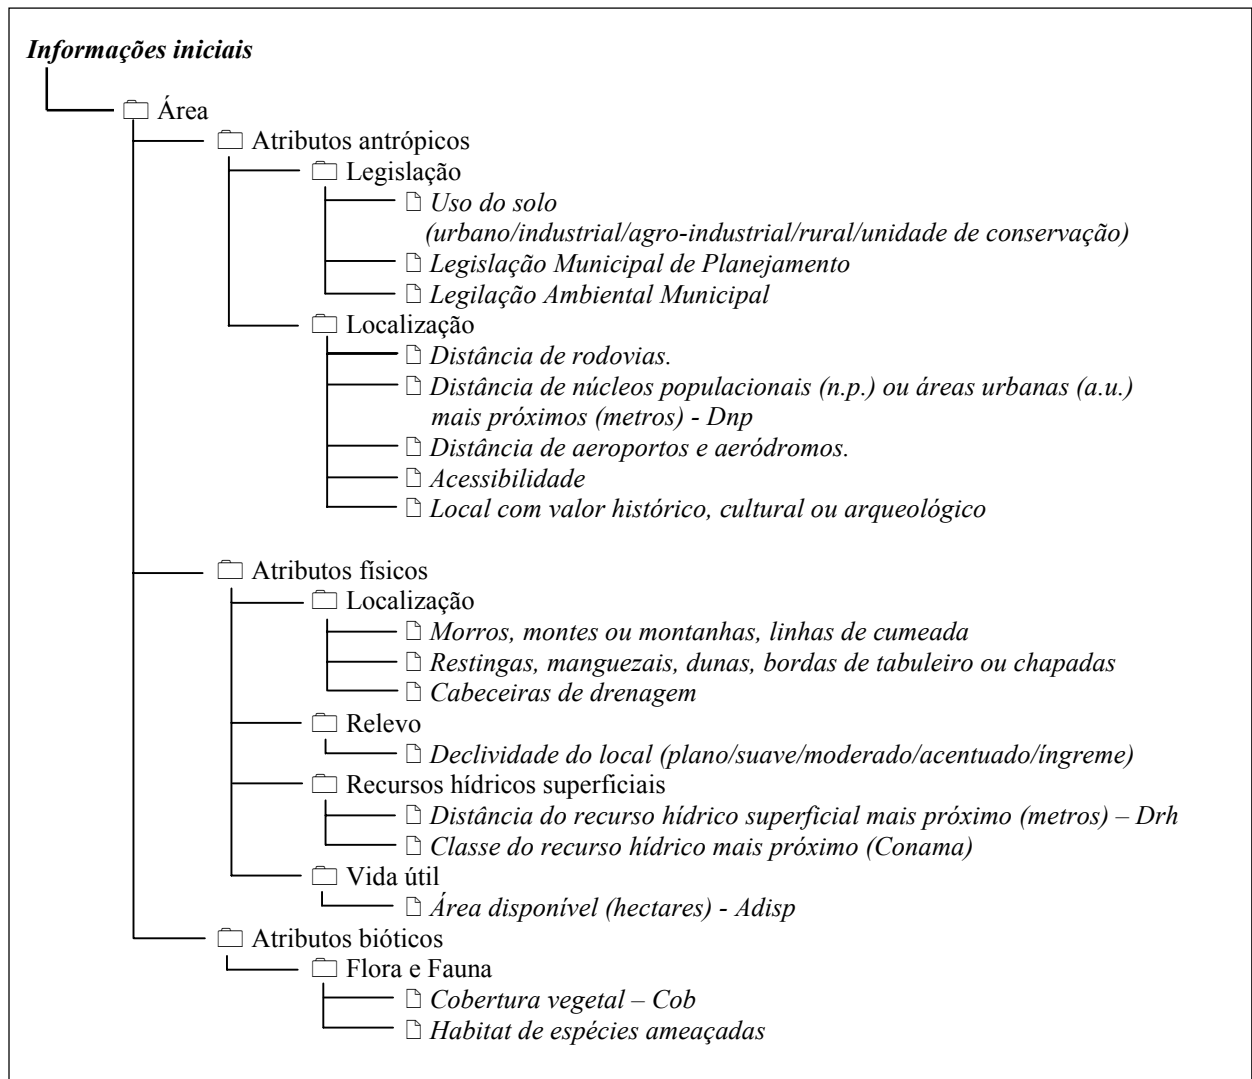 Informações iniciais
Área
Atributos antrópicos
Legislação
Uso do solo
(urbano/industrial/agro-industrial/rural/unidade de conservação)
Legislação Municipal de Planejamento
Legilação Ambiental Municipal
Localização
Distância de rodovias.
Distância de núcleos populacionais (n.p.) ou áreas urbanas (a.u.)
mais próximos (metros) - Dnp
Distância de aeroportos e aeródromos.
Acessibilidade
Local com valor histórico, cultural ou arqueológico
Atributos físicos
Localização
Morros, montes ou montanhas, linhas de cumeada
Restingas, manguezais, dunas, bordas de tabuleiro ou chapadas
Cabeceiras de drenagem
Relevo
Declividade do local (plano/suave/moderado/acentuado/íngreme)
Recursos hídricos superficiais
Distância do recurso hídrico superficial mais próximo (metros) – Drh
Classe do recurso hídrico mais próximo (Conama)
Vida útil
Área disponível (hectares) - Adisp
Atributos bióticos
Flora e Fauna
Cobertura vegetal – Cob
Habitat de espécies ameaçadas